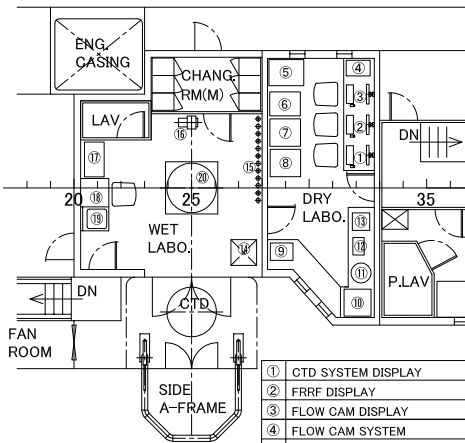 ENG.
CASING
CHANG.
RM(M)
⑤
④
③
⑥
LAV
②
⑯
⑦
DN
①
⑰
⑧
⑮
⑳
20
⑱
25
35
DRY
LABO.
⑲
⑬
WET
LABO.
⑫
⑭
⑨
⑪
P.LAV
DN
CTD
⑩
FAN
ROOM
SIDE
A-FRAME
① CTD SYSTEM DISPLAY
② FRRF DISPLAY
③ FLOW CAM DISPLAY
④ FLOW CAM SYSTEM